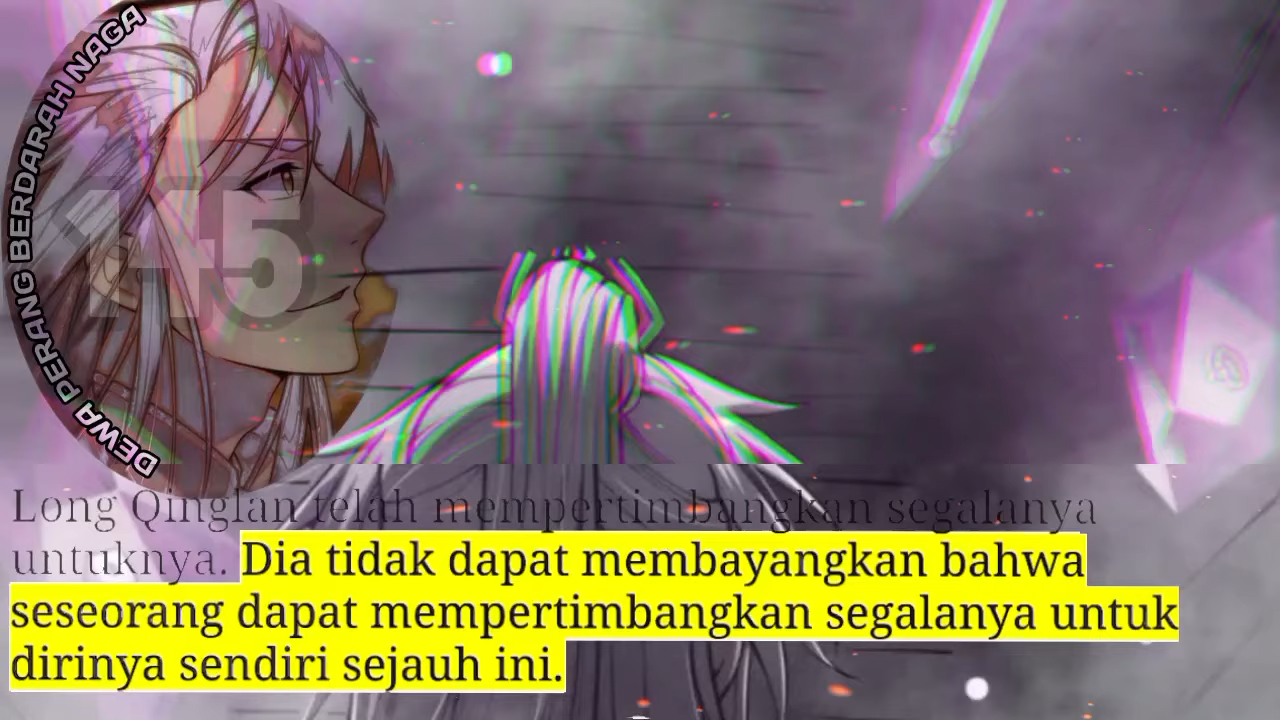 DEWA PERANG BERDARAH NAGA
145
Long Qinglan telah mempertimbangkan segalanya
untuknya. Dia tidak dapat membayangkan bahwa
seseorang dapat mempertimbangkan segalanya untuk
dirinya sendiri sejauh ini.